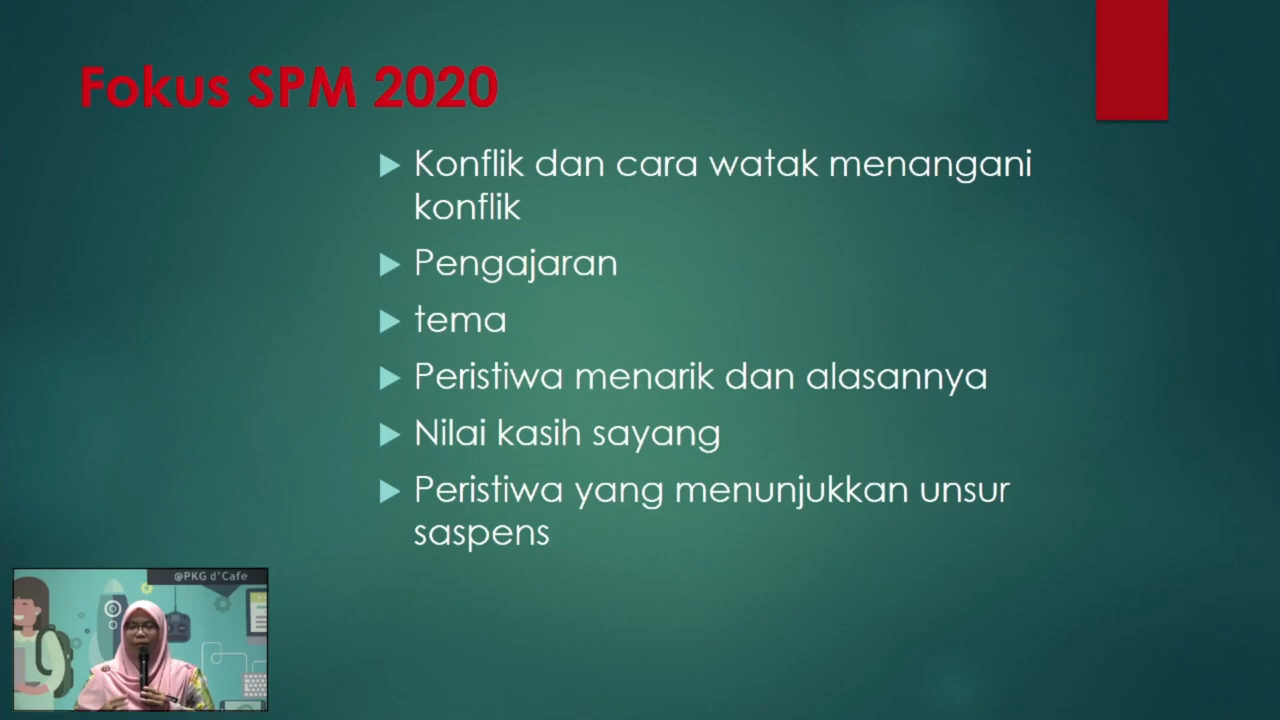 Fokus SPM 2020
Konflik dan cara watak menangani
konflik
Pengajaran
tema
Peristiwa menarik dan alasannya
Nilai kasih sayang
Peristiwa yang menunjukkan unsur
saspens
@PKG d'Cafe